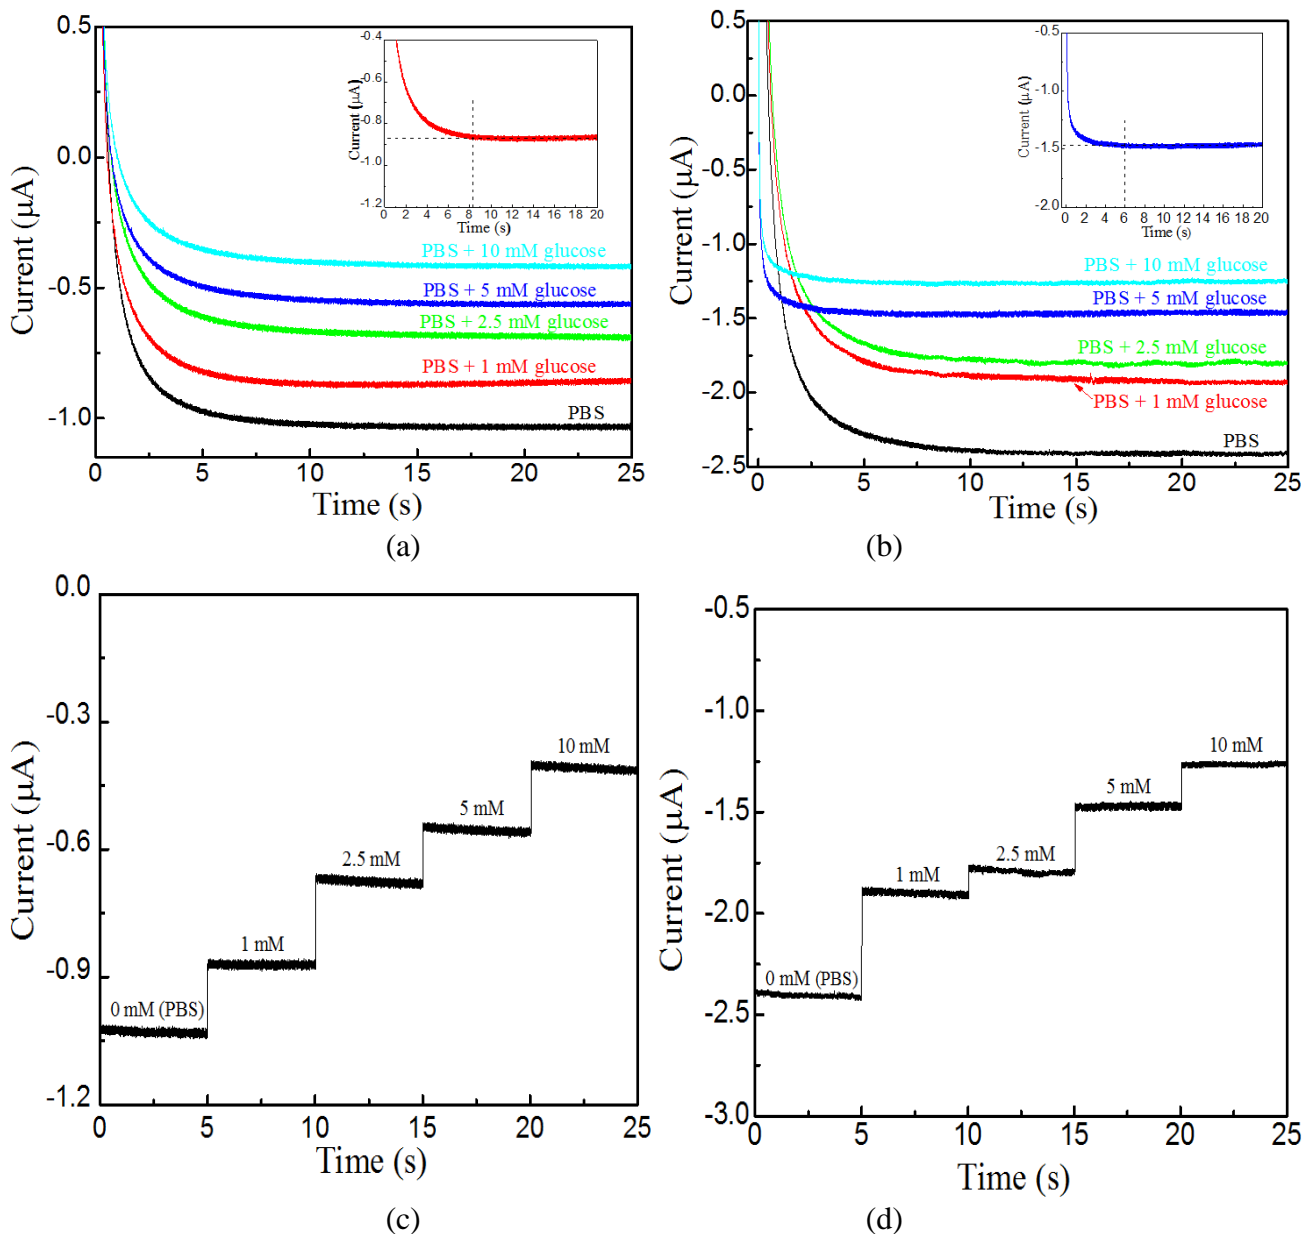 0.5
0.0
-0.5
-1.0
0
5
10
15
20
25
Current (μA)
Time (s)
PBS + 10 mM glucose
PBS + 5 mM glucose
PBS + 2.5 mM glucose
PBS + 1 mM glucose
PBS
-0.4
-0.6
-0.8
-1.0
-1.2
0
2
4
6
8
10
12
14
16
18
20
Current (μA)
Time (s)
(a)
0.5
0.0
-0.5
-1.0
-1.5
-2.0
-2.5
0
5
10
15
20
25
Current (μA)
Time (s)
PBS + 10 mM glucose
PBS + 5 mM glucose
PBS + 2.5 mM glucose
PBS + 1 mM glucose
PBS
-0.5
-1.0
-1.5
-2.0
0
2
4
6
8
10
12
14
16
18
20
Current (μA)
Time (s)
(b)
0.0
-0.3
-0.6
-0.9
-1.2
0
5
10
15
20
25
Current (μA)
Time (s)
0 mM (PBS)
1 mM
2.5 mM
5 mM
10 mM
(c)
-0.5
-1.0
-1.5
-2.0
-2.5
-3.0
0
5
10
15
20
25
Current (μA)
Time (s)
0 mM (PBS)
1 mM
2.5 mM
5 mM
10 mM
(d)